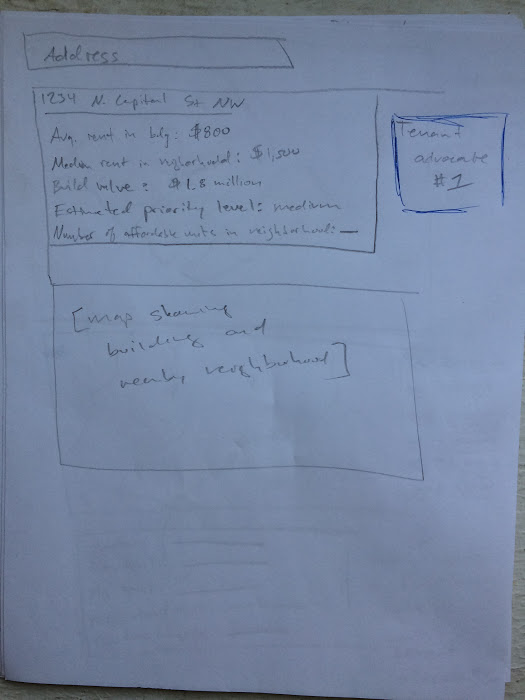 Address
1234 N. Capital St NW
Avg. rent in bldg: $800
Median rent in neighborhood: $1,500
Build value: $1.8 million
Estimated priority level: medium
Number of affordable units in neighborhood: —
Tenant
advocate
#1
[map showing
building and
nearby neighborhood]